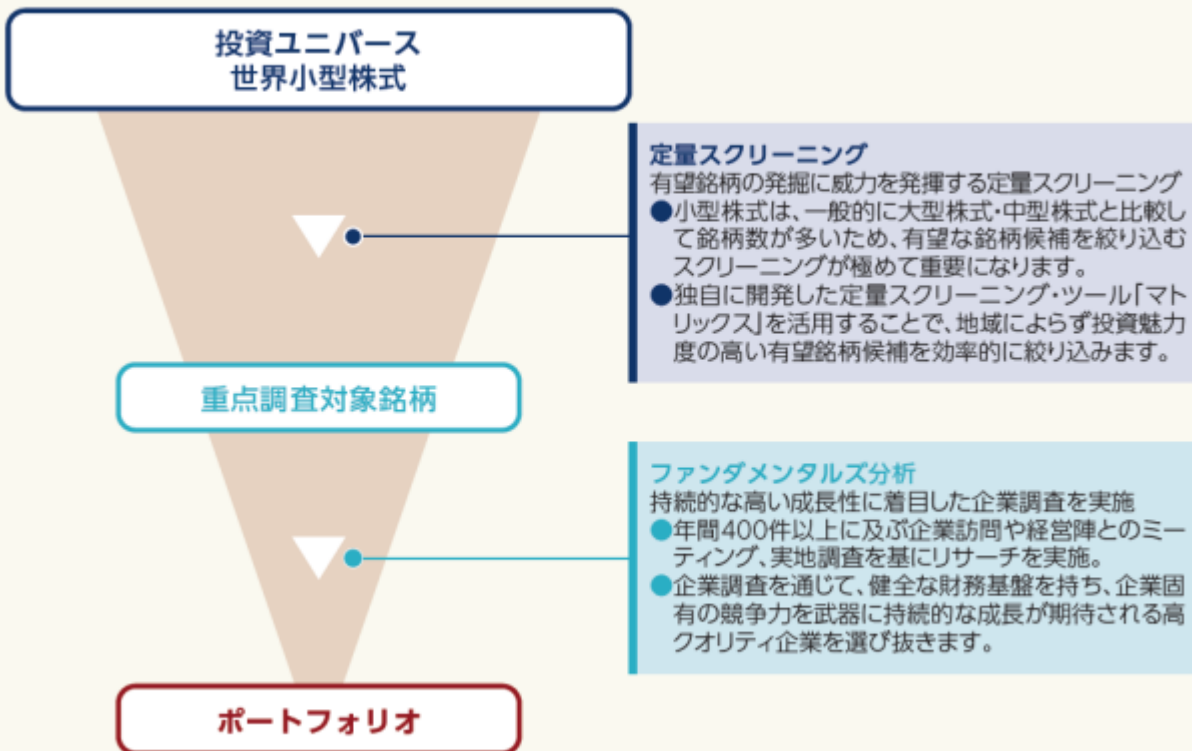 投資ユニバース
世界小型株式
定量スクリーニング
有望銘柄の発掘に威力を発揮する定量スクリーニング
●小型株式は、一般的に大型株式・中型株式と比較し
て銘柄数が多いため、有望な銘柄候補を絞り込む
スクリーニングが極めて重要になります。
●独自に開発した定量スクリーニング・ツール「マト
リックス」を活用することで、地域によらず投資魅力
度の高い有望銘柄候補を効率的に絞り込みます。
重点調査対象銘柄
ファンダメンタルズ分析
持続的な高い成長性に着目した企業調査を実施
●年間400件以上に及ぶ企業訪問や経営陣とのミー
ティング、実地調査を基にリサーチを実施。
●企業調査を通じて、健全な財務基盤を持ち、企業固
有の競争力を武器に持続的な成長が期待される高
クオリティ企業を選び抜きます。
ポートフォリオ